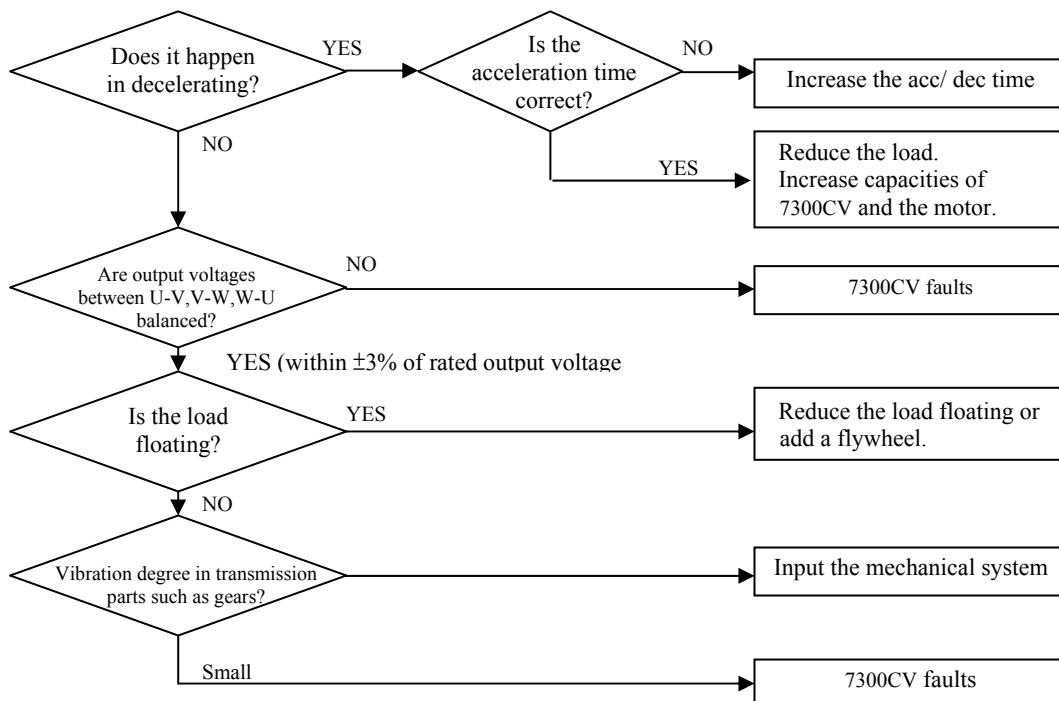 Does it happen
in decelerating?
YES
Is the
acceleration time
correct?
NO
Increase the acc/ dec time
NO
YES
Reduce the load.
Increase capacities of
7300CV and the motor.
Are output voltages
between U-V,V-W,W-U
balanced?
NO
7300CV faults
YES (within ±3% of rated output voltage
Is the load
floating?
YES
Reduce the load floating or
add a flywheel.
NO
Vibration degree in transmission
parts such as gears?
Input the mechanical system
Small
7300CV faults